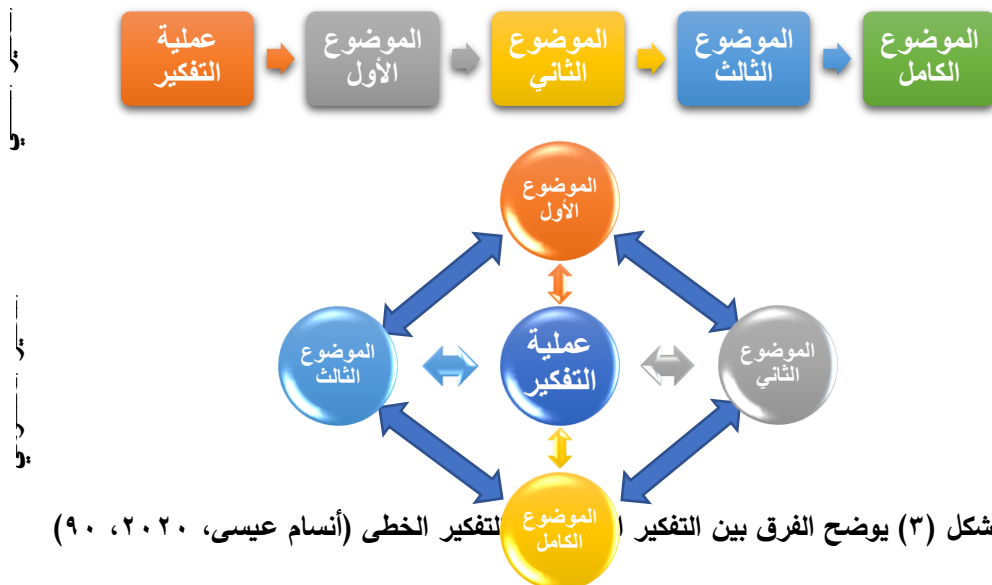 عملية
التفكير
الموضوع
الأول
الموضوع
الثاني
الموضوع
الثالث
الموضوع
الكامل
الموضوع
الأول
الموضوع
الثالث
عملية
التفكير
الموضوع
الثاني
الموضوع
الكامل
شكل (٣) يوضح الفرق بين التفكير التفكير الخطى (أنسام عيسى، ٢٠٢٠، ٩٠)